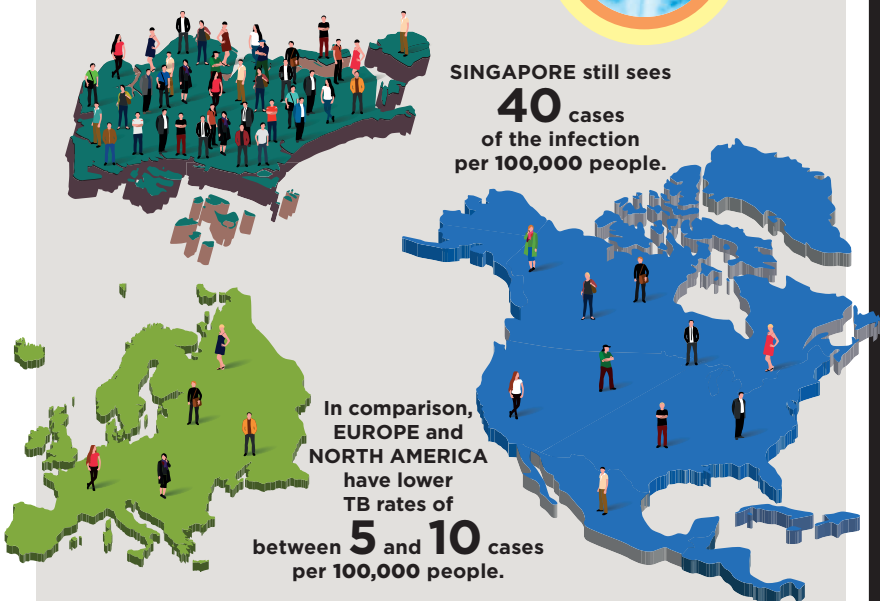 SINGAPORE still sees
40 cases
of the infection
per 100,000 people.
In comparison,
EUROPE and
NORTH AMERICA
have lower
TB rates of
between 5 and 10 cases
per 100,000 people.